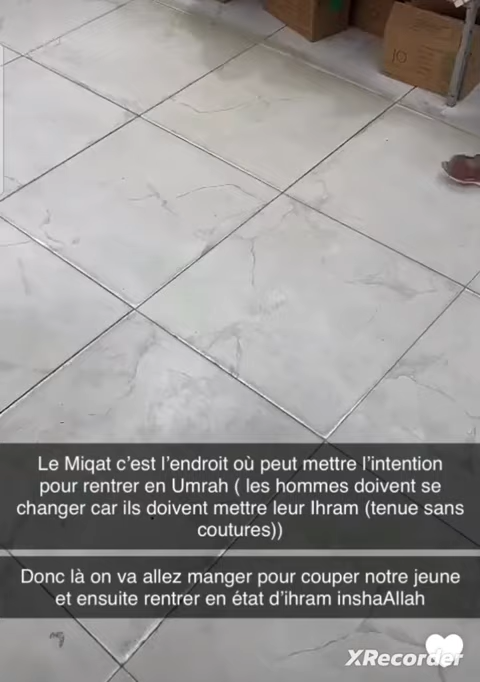 Le Miqat c'est l'endroit où peut mettre l'intention
pour rentrer en Umrah ( les hommes doivent se
changer car ils doivent mettre leur Ihram (tenue sans
coutures))
Donc là on va allez manger pour couper notre jeune
et ensuite rentrer en état d'ihram inshaAllah
XRecorder